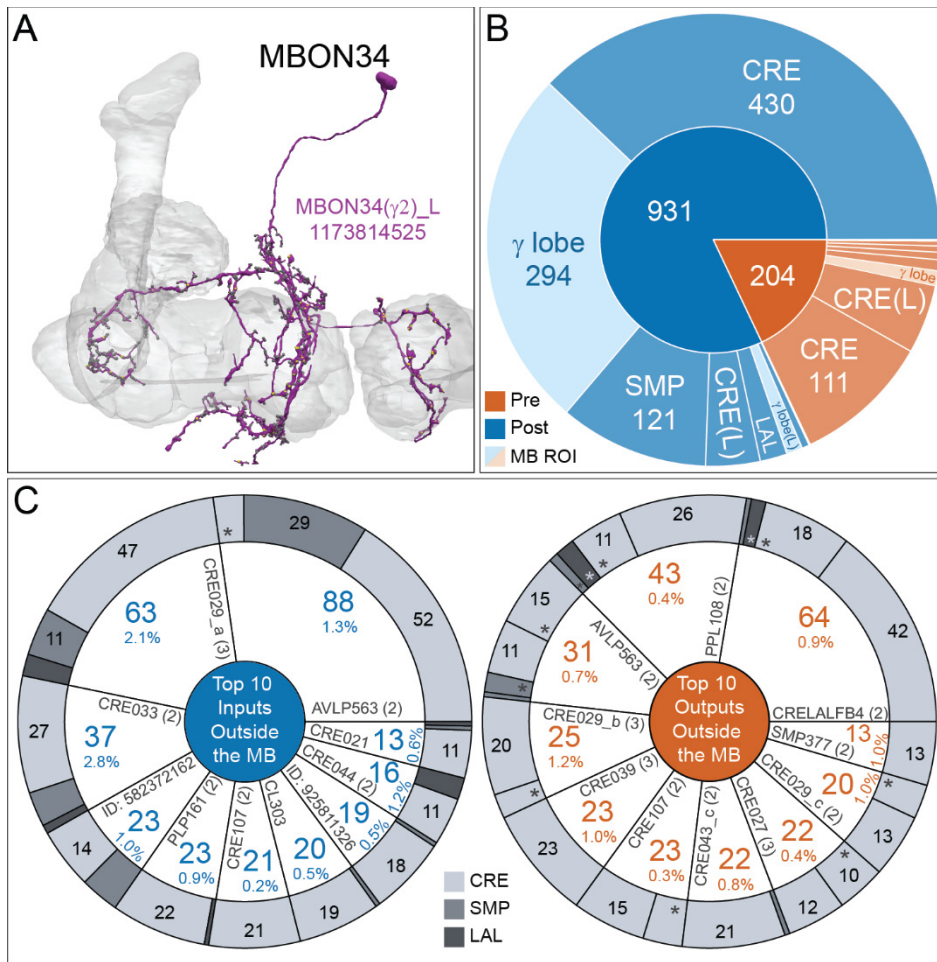 A
MBON34
MBON34(γ2)_L
1173814525
B
CRE
430
931
γ lobe
294
204
γ lobe
CRE(L)
CRE
111
SMP
121
CRE(L)
LAL
γ lobe(L)
Pre
Post
MB ROI
C
Top 10
Inputs
Outside
the MB
29
52
88
1.3%
AVLP563 (2)
*
CRE029_a (3)
47
11
63
2.1%
CRE033 (2)
27
37
2.8%
ID: 582372162
14
23
1.0%
PLP161 (2)
22
23
0.9%
CRE107 (2)
21
21
0.2%
CL303
19
20
0.5%
ID: 925811326
18
19
0.5%
CRE044 (2)
11
16
1.2%
CRE021
11
13
0.6%
CRE
SMP
LAL
Top 10
Outputs
Outside
the MB
*
*
18
42
64
0.9%
CRELALFB4 (2)
PPL108 (2)
26
11
*
*
*
43
0.4%
AVLP563 (2)
15
*
11
*
31
0.7%
CRE029_b (3)
20
*
25
1.2%
CRE039 (3)
23
23
1.0%
CRE107 (2)
15
*
23
0.3%
CRE043_c (2)
21
22
0.8%
CRE027 (3)
12
10
*
22
0.4%
CRE029_c (2)
13
*
20
1.0%
SMP377 (2)
13
13
1.0%